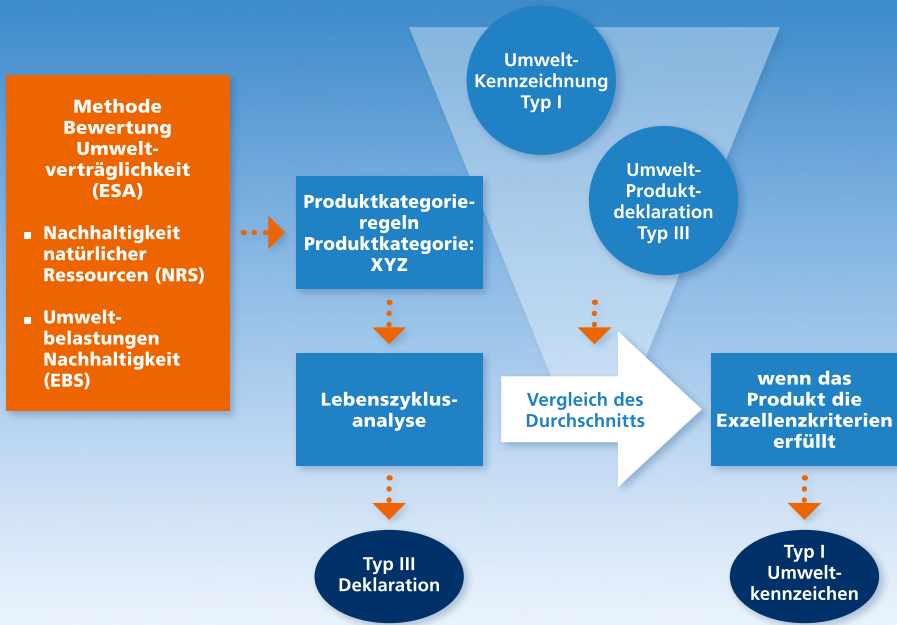 Methode
Bewertung
Umwelt-
verträglichkeit
(ESA)
Nachhaltigkeit
natürlicher
Ressourcen (NRS)
Umwelt-
belastungen
Nachhaltigkeit
(EBS)
Produktkategorie-
regeln
Produktkategorie:
XYZ
Umwelt-
Kennzeichnung
Typ I
Umwelt-
Produkt-
deklaration
Typ III
Lebenszyklus-
analyse
Vergleich des
Durchschnitts
wenn das
Produkt die
Exzellenzkriterien
erfüllt
Typ III
Deklaration
Typ I
Umwelt-
kennzeichen